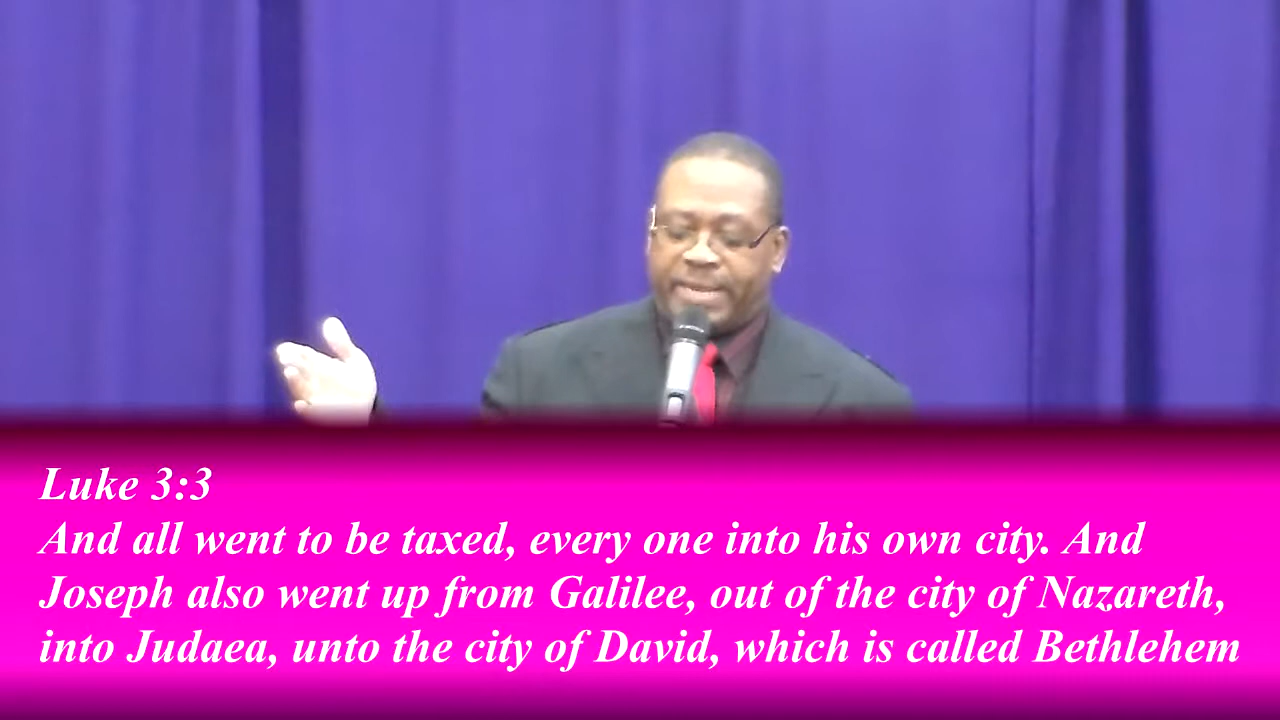 Luke 3:3
And all went to be taxed, every one into his own city. And
Joseph also went up from Galilee, out of the city of Nazareth,
into Judaea, unto the city of David, which is called Bethlehem